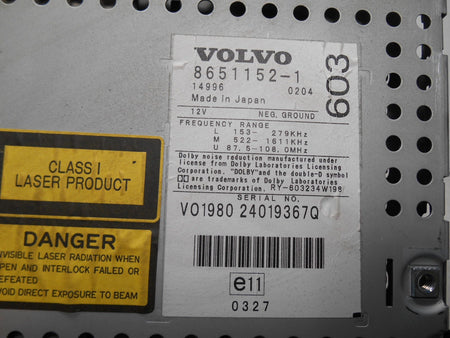 VOLVO
8651152-1
14996 0204
Made in Japan
603
12V NEG. GROUND
FREQUENCY RANGE
L 153- 279KHz
M 522- 1611KHz
U 87.5-108.0MHz
Dolby noise reduction manufactured under
license from Dolby Laboratories Licensing
Corporation. "DOLBY" and the double-D symbol
are trademarks of Dolby Laboratories
Licensing Corporation. RY-603234W198
SERIAL NO.
VO1980 24019367Q
e11
0327
CLASS I
LASER PRODUCT
DANGER
NVISIBLE LASER RADIATION WHEN
PEN AND INTERLOCK FAILED OR
EFEATED
VOID DIRECT EXPOSURE TO BEAM